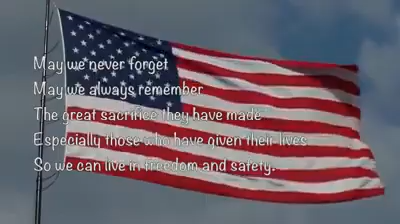 May we never forget
May we always remember
The great sacrifice they have made
Especially those who have given their lives
So we can live in freedom and safety.